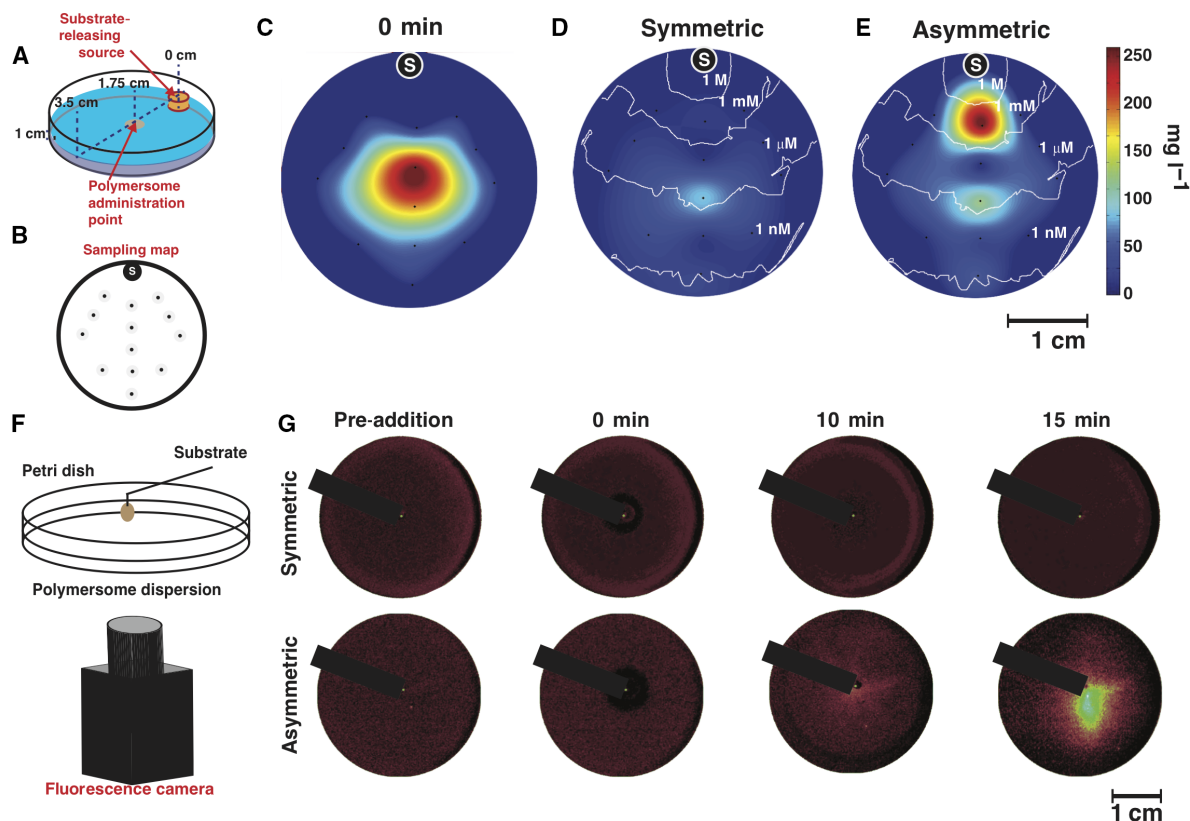 A
Substrate-
releasing
source
0 cm
1.75 cm
3.5 cm
1 cm
Polymersome
administration
point
B
Sampling map
S
C
0 min
S
D
Symmetric
S
1 M
1 mM
1 μM
1 nM
E
Asymmetric
S
1 M
1 mM
1 μM
1 nM
250
200
150
100
50
0
mg l–1
1 cm
F
Petri dish
Substrate
Polymersome dispersion
Fluorescence camera
G
Pre-addition
0 min
10 min
15 min
Symmetric
Asymmetric
1 cm